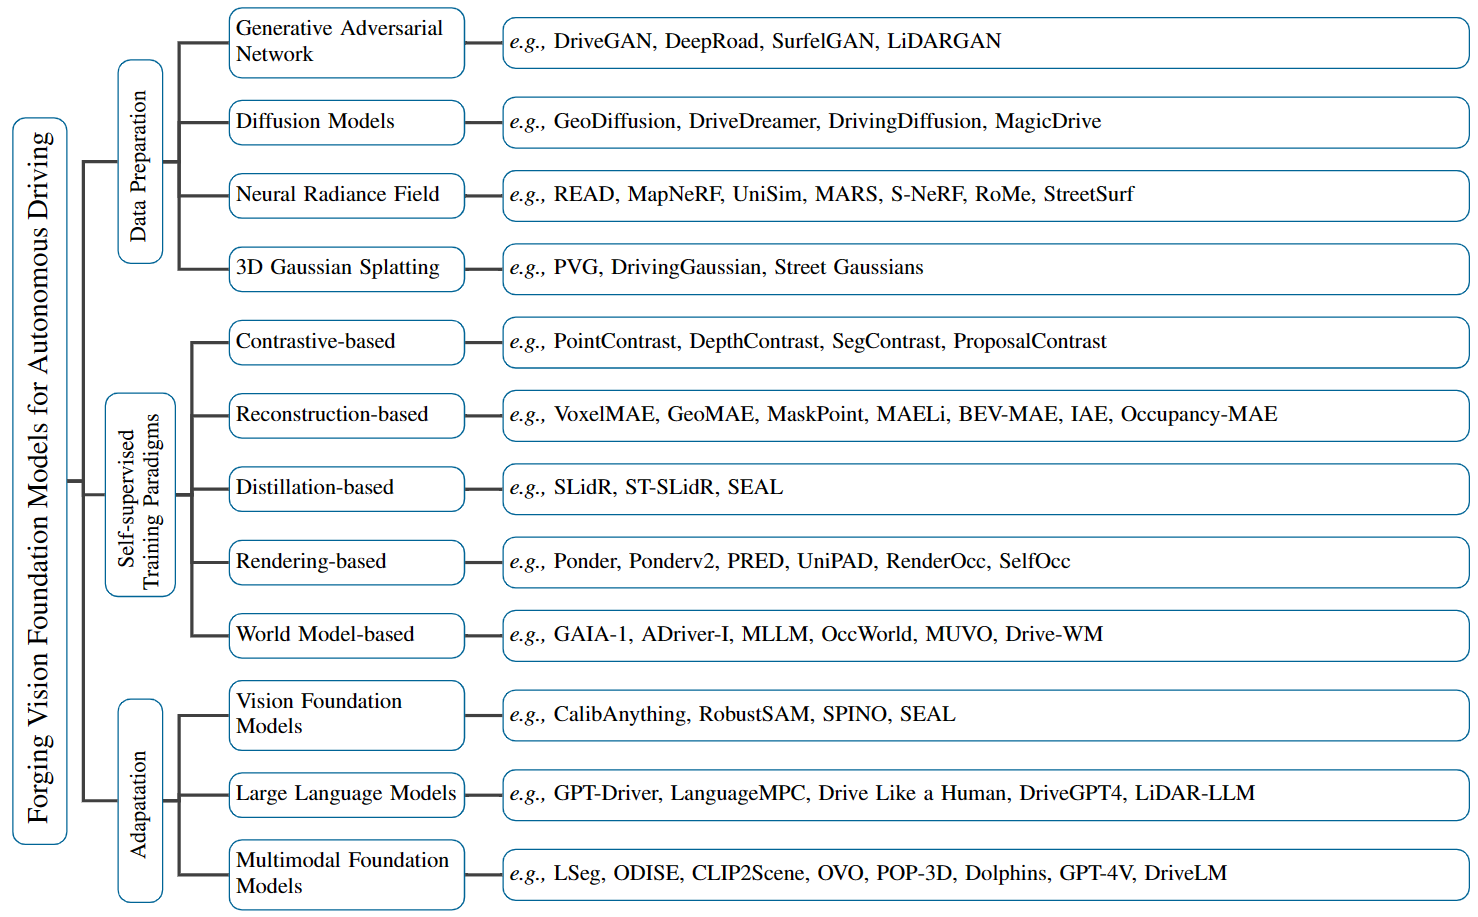 Forging Vision Foundation Models for Autonomous Driving
Data Preparation
Generative Adversarial
Network
e.g., DriveGAN, DeepRoad, SurfelGAN, LiDARGAN
Diffusion Models
e.g., GeoDiffusion, DriveDreamer, DrivingDiffusion, MagicDrive
Neural Radiance Field
e.g., READ, MapNeRF, UniSim, MARS, S-NeRF, RoMe, StreetSurf
3D Gaussian Splatting
e.g., PVG, DrivingGaussian, Street Gaussians
Self-supervised
Training Paradigms
Contrastive-based
e.g., PointContrast, DepthContrast, SegContrast, ProposalContrast
Reconstruction-based
e.g., VoxelMAE, GeoMAE, MaskPoint, MAELi, BEV-MAE, IAE, Occupancy-MAE
Distillation-based
e.g., SLidR, ST-SLidR, SEAL
Rendering-based
e.g., Ponder, Ponderv2, PRED, UniPAD, RenderOcc, SelfOcc
World Model-based
e.g., GAIA-1, ADriver-I, MLLM, OccWorld, MUVO, Drive-WM
Adapatation
Vision Foundation
Models
e.g., CalibAnything, RobustSAM, SPINO, SEAL
Large Language Models
e.g., GPT-Driver, LanguageMPC, Drive Like a Human, DriveGPT4, LiDAR-LLM
Multimodal Foundation
Models
e.g., LSeg, ODISE, CLIP2Scene, OVO, POP-3D, Dolphins, GPT-4V, DriveLM